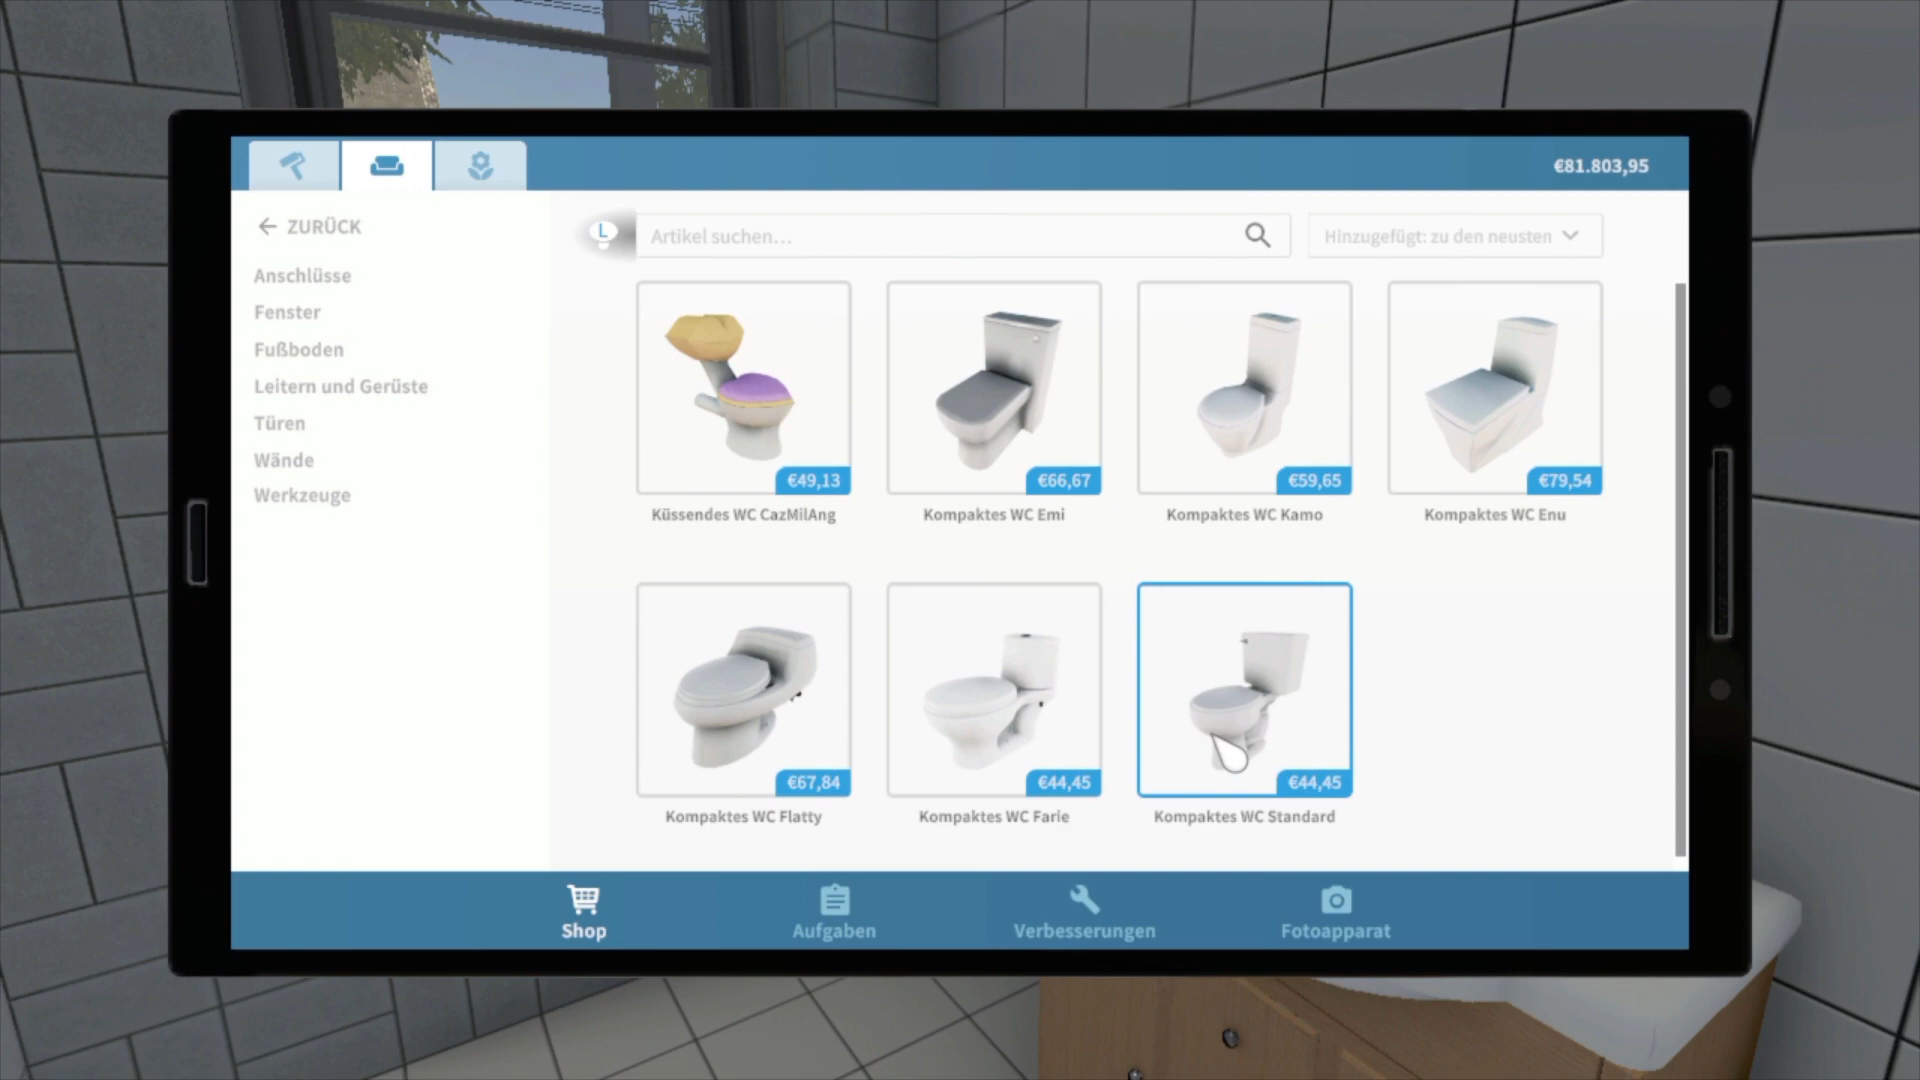 €81.803,95
ZURÜCK
Anschlüsse
Fenster
Fußboden
Leitern und Gerüste
Türen
Wände
Werkzeuge
L
Artikel suchen...
Hinzugefügt: zu den neusten
€49,13
€66,67
€59,65
€79,54
Küssendes WC CazMilAng
Kompaktes WC Emi
Kompaktes WC Kamo
Kompaktes WC Enu
€67,84
€44,45
€44,45
Kompaktes WC Flatty
Kompaktes WC Farie
Kompaktes WC Standard
Shop
Aufgaben
Verbesserungen
Fotoapparat